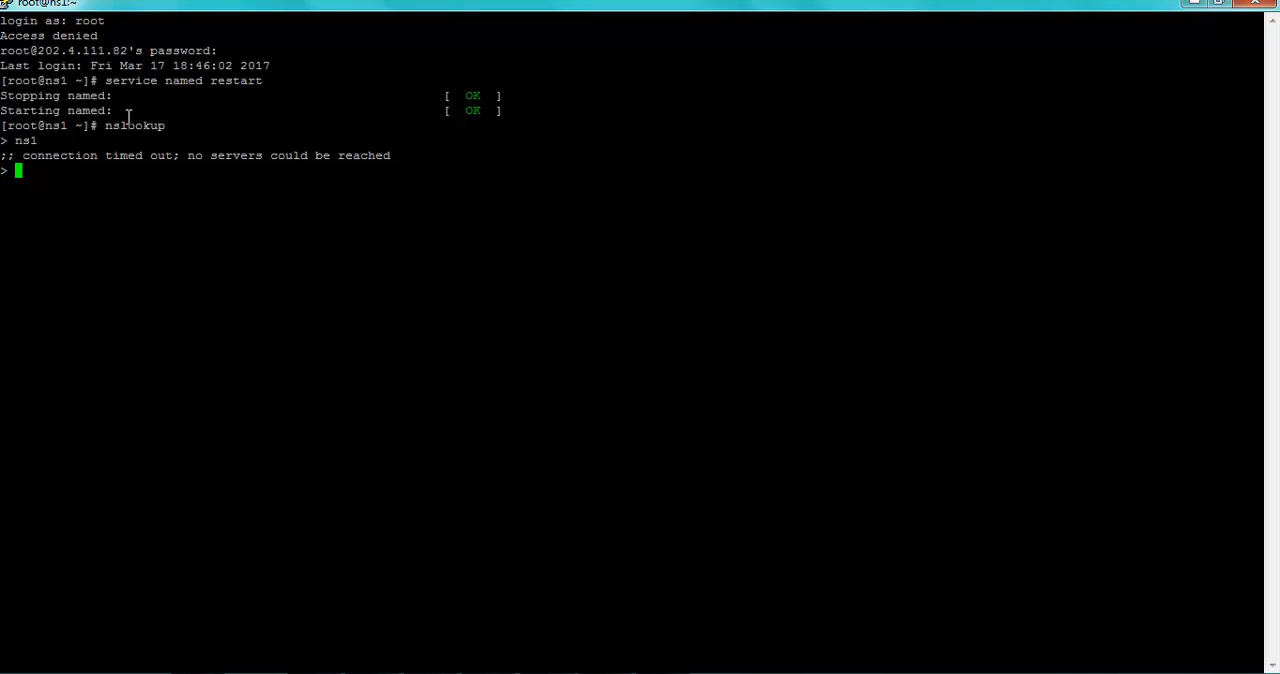 root@ns1:~
login as: root
Access denied
root@202.4.111.82's password:
Last login: Fri Mar 17 18:46:02 2017
[root@ns1 ~]# service named restart
Stopping named: [ OK ]
Starting named: [ OK ]
[root@ns1 ~]# nslookup
> ns1
;; connection timed out; no servers could be reached
>